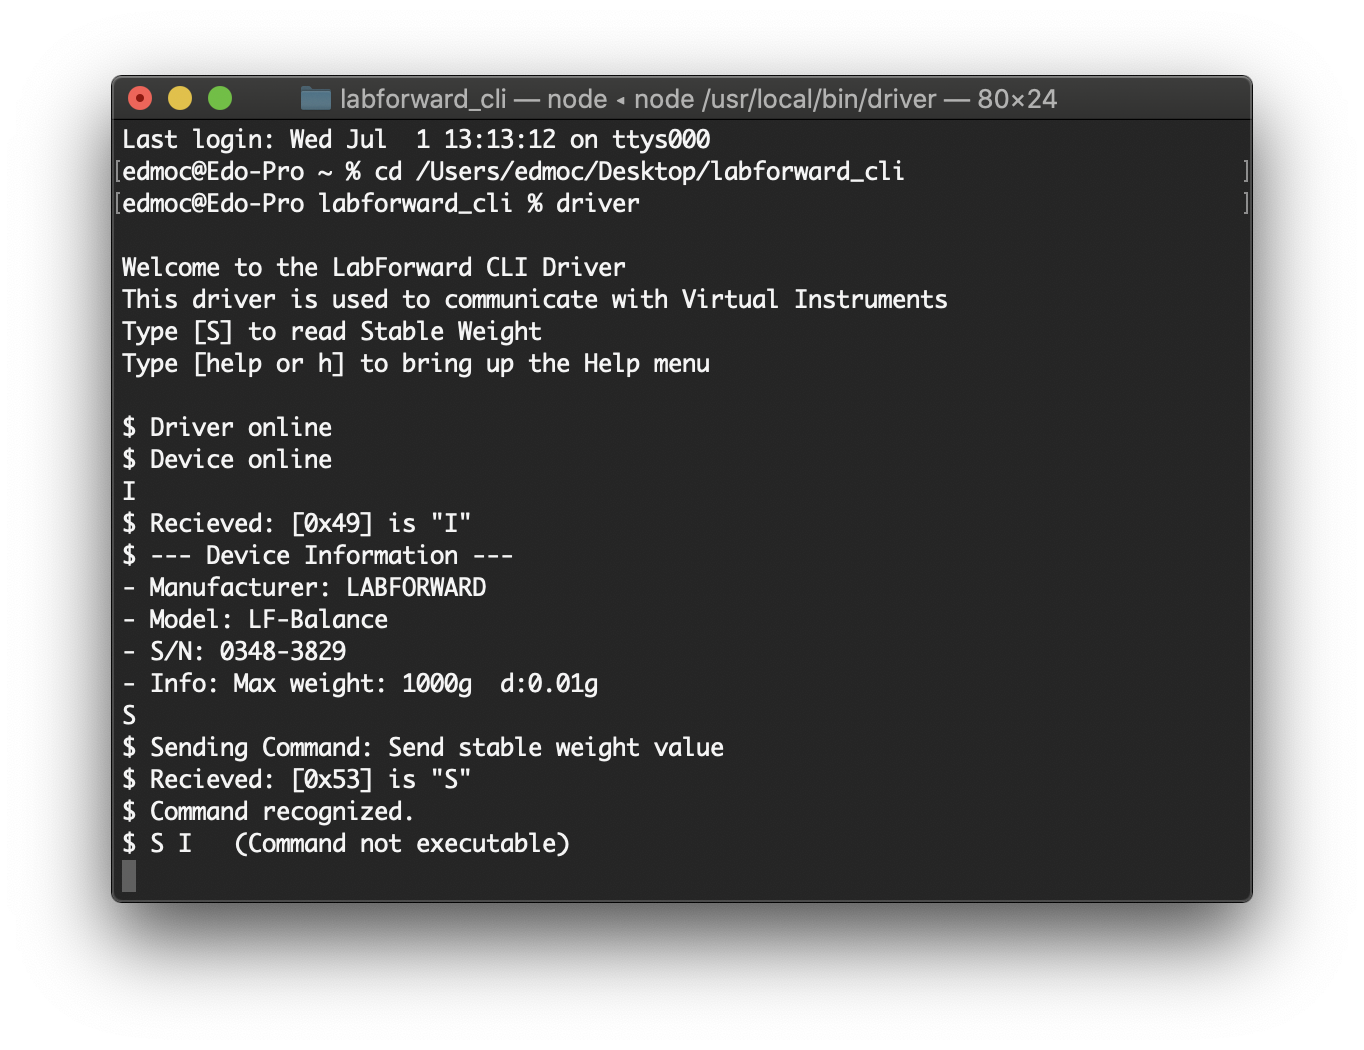 labforward_cli — node ◂ node /usr/local/bin/driver — 80×24
Last login: Wed Jul  1 13:13:12 on ttys000
[edmoc@Edo-Pro ~ % cd /Users/edmoc/Desktop/labforward_cli ]
[edmoc@Edo-Pro labforward_cli % driver ]
Welcome to the LabForward CLI Driver
This driver is used to communicate with Virtual Instruments
Type [S] to read Stable Weight
Type [help or h] to bring up the Help menu
$ Driver online
$ Device online
I
$ Recieved: [0x49] is "I"
$ --- Device Information ---
- Manufacturer: LABFORWARD
- Model: LF-Balance
- S/N: 0348-3829
- Info: Max weight: 1000g  d:0.01g
S
$ Sending Command: Send stable weight value
$ Recieved: [0x53] is "S"
$ Command recognized.
$ S I   (Command not executable)